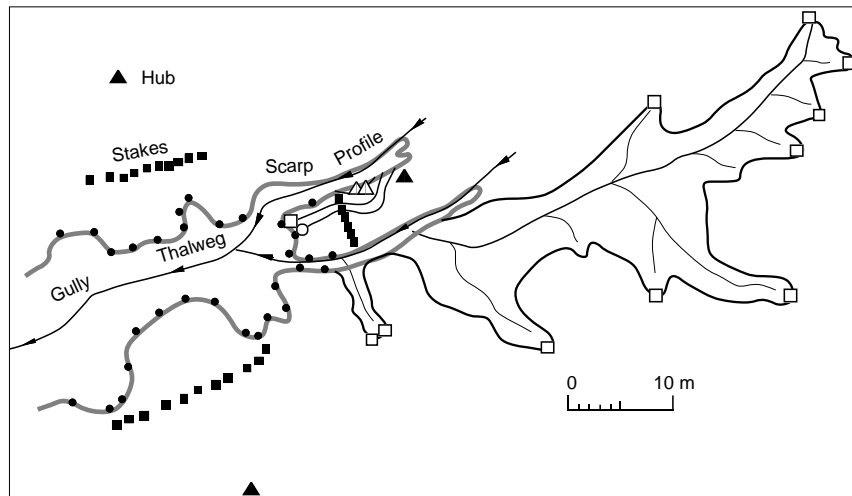 Hub
Stakes
Scarp
Profile
Thalweg
Gully
0 10 m